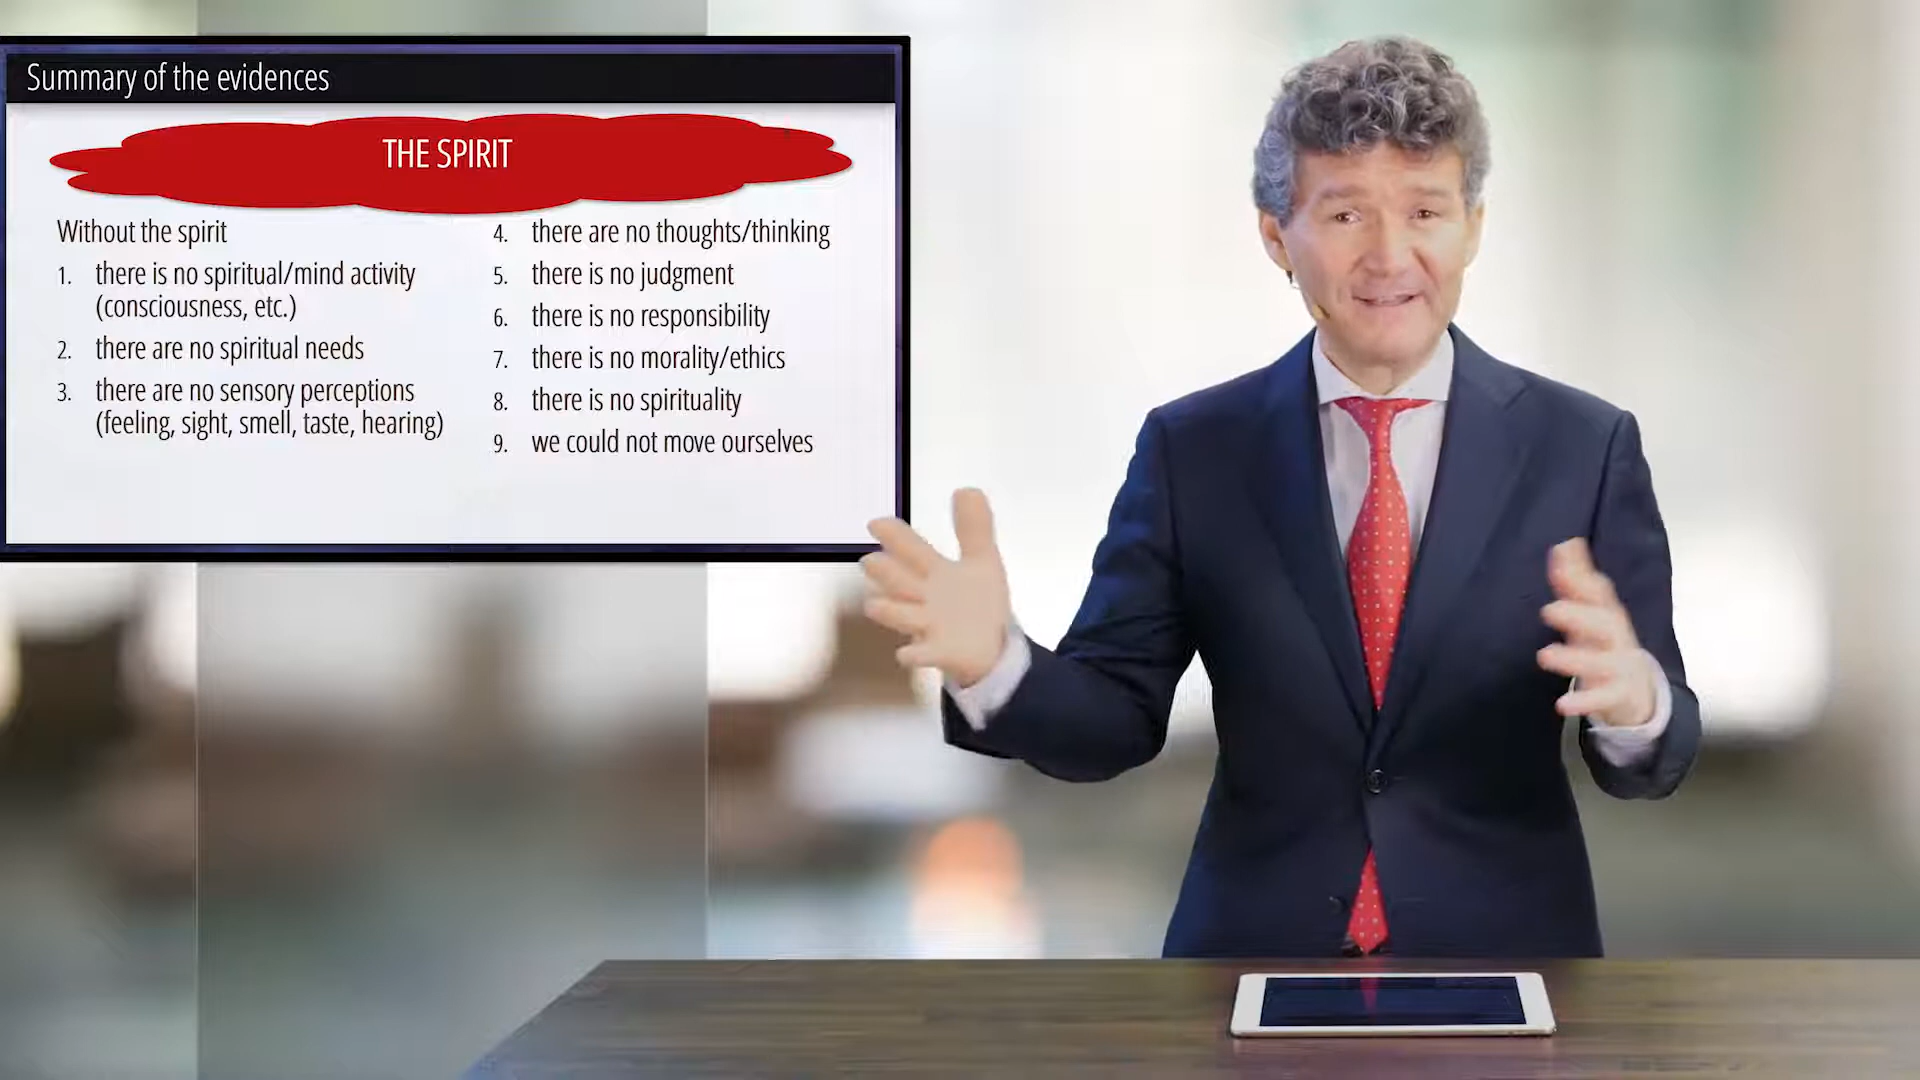 Summary of the evidences
THE SPIRIT
Without the spirit
1. there is no spiritual/mind activity
(consciousness, etc.)
2. there are no spiritual needs
3. there are no sensory perceptions
(feeling, sight, smell, taste, hearing)
4. there are no thoughts/thinking
5. there is no judgment
6. there is no responsibility
7. there is no morality/ethics
8. there is no spirituality
9. we could not move ourselves